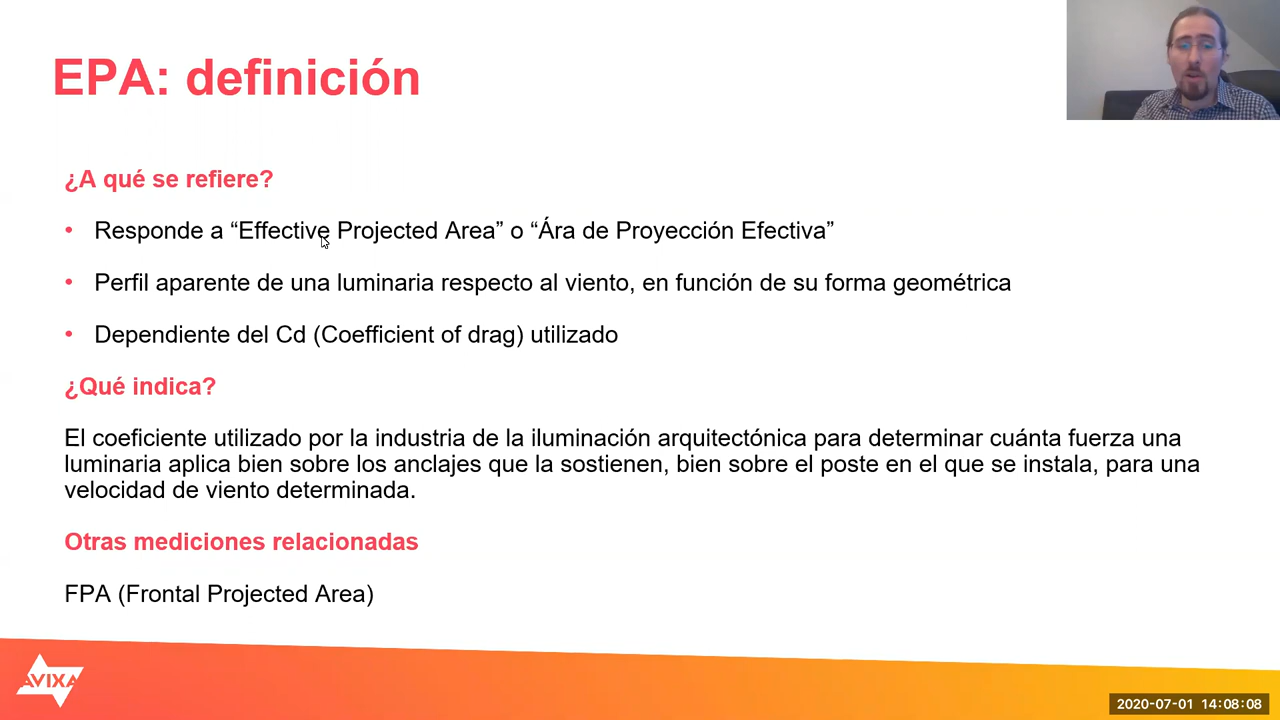 EPA: definición
¿A qué se refiere?
• Responde a “Effective Projected Area” o “Ára de Proyección Efectiva”
• Perfil aparente de una luminaria respecto al viento, en función de su forma geométrica
• Dependiente del Cd (Coefficient of drag) utilizado
¿Qué indica?
El coeficiente utilizado por la industria de la iluminación arquitectónica para determinar cuánta fuerza una
luminaria aplica bien sobre los anclajes que la sostienen, bien sobre el poste en el que se instala, para una
velocidad de viento determinada.
Otras mediciones relacionadas
FPA (Frontal Projected Area)
AVIXA
2020-07-01 14:08:08